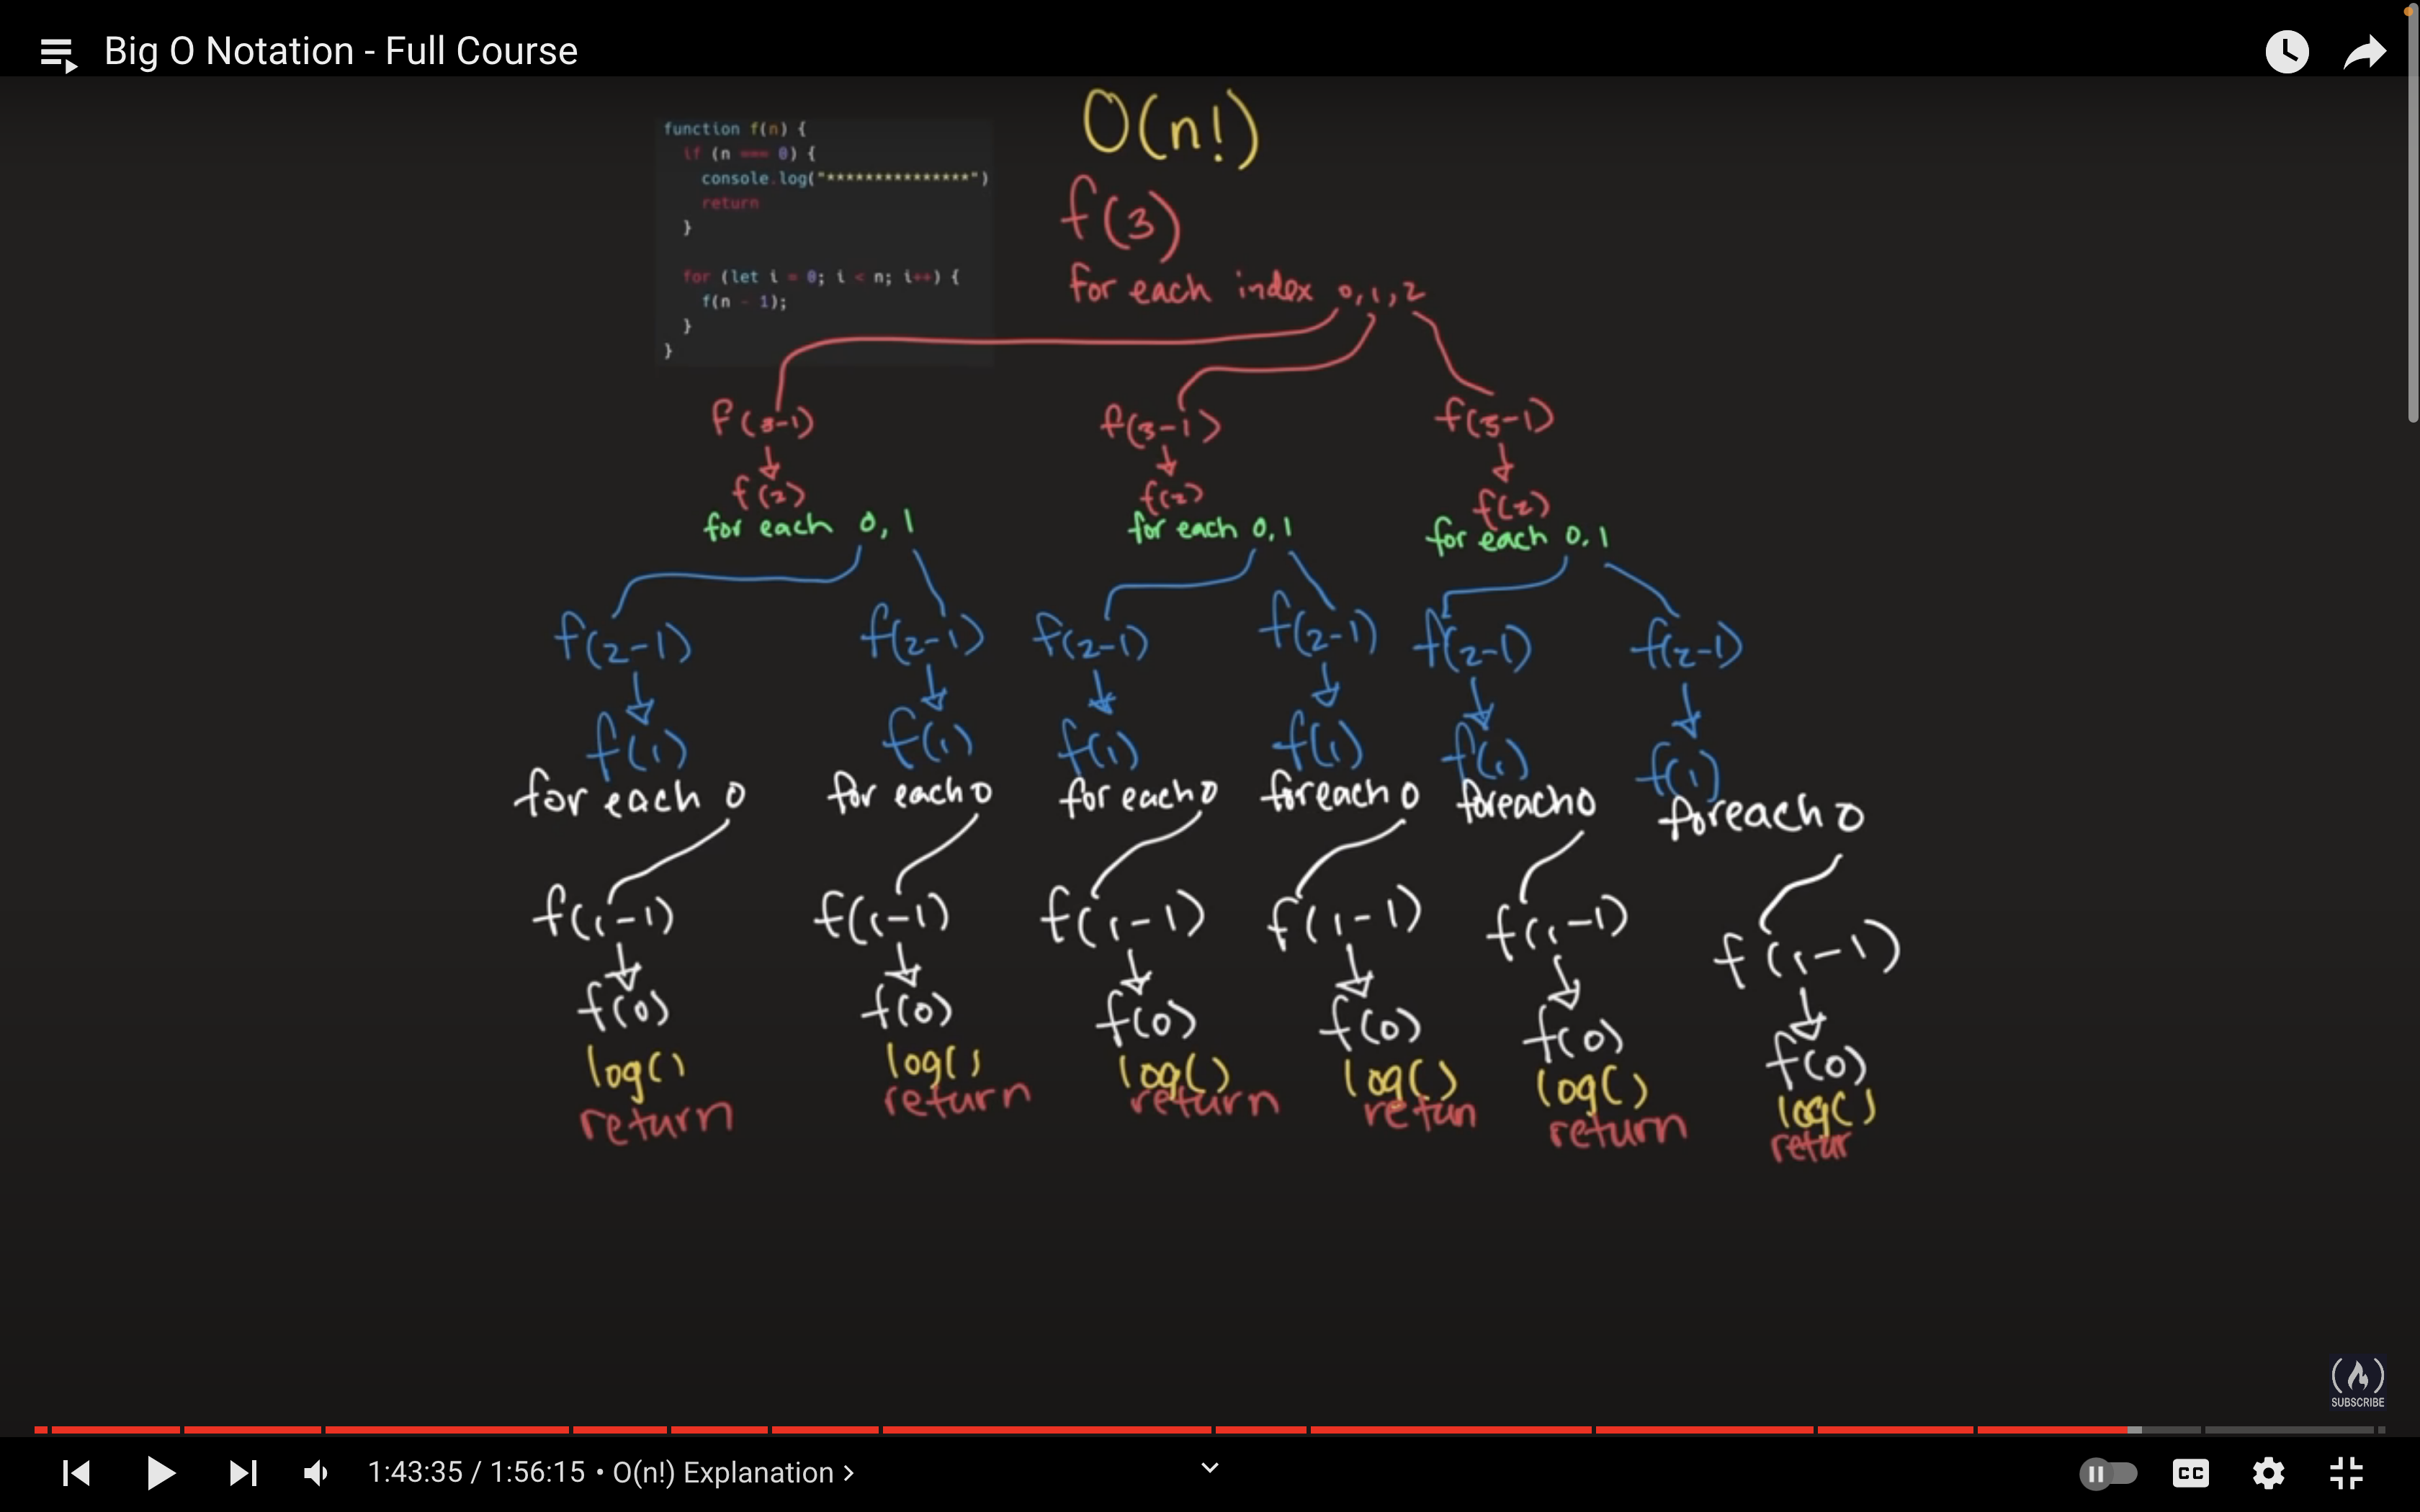 Big O Notation - Full Course
O(n!)
function f(n) {
if (n === 0) {
console.log("***************")
return
}
for (let i = 0; i < n; i++) {
f(n - 1);
}
}
f(3)
for each index 0,1,2
f(3-1) f(3-1) f(3-1)
f(2) f(2) f(2)
for each 0,1 for each 0,1 for each 0,1
f(2-1) f(2-1) f(2-1) f(2-1) f(2-1) f(2-1)
f(1) f(1) f(1) f(1) f(1) f(1)
for each 0 for each 0 for each 0 foreach 0 foreach 0 foreach 0
f(1-1) f(1-1) f(1-1) f(1-1) f(1-1) f(1-1)
f(0) f(0) f(0) f(0) f(0) f(0)
log() log() log() log() log() log()
return return return retun return retur
SUBSCRIBE
1:43:35 / 1:56:15 • O(n!) Explanation >
CC